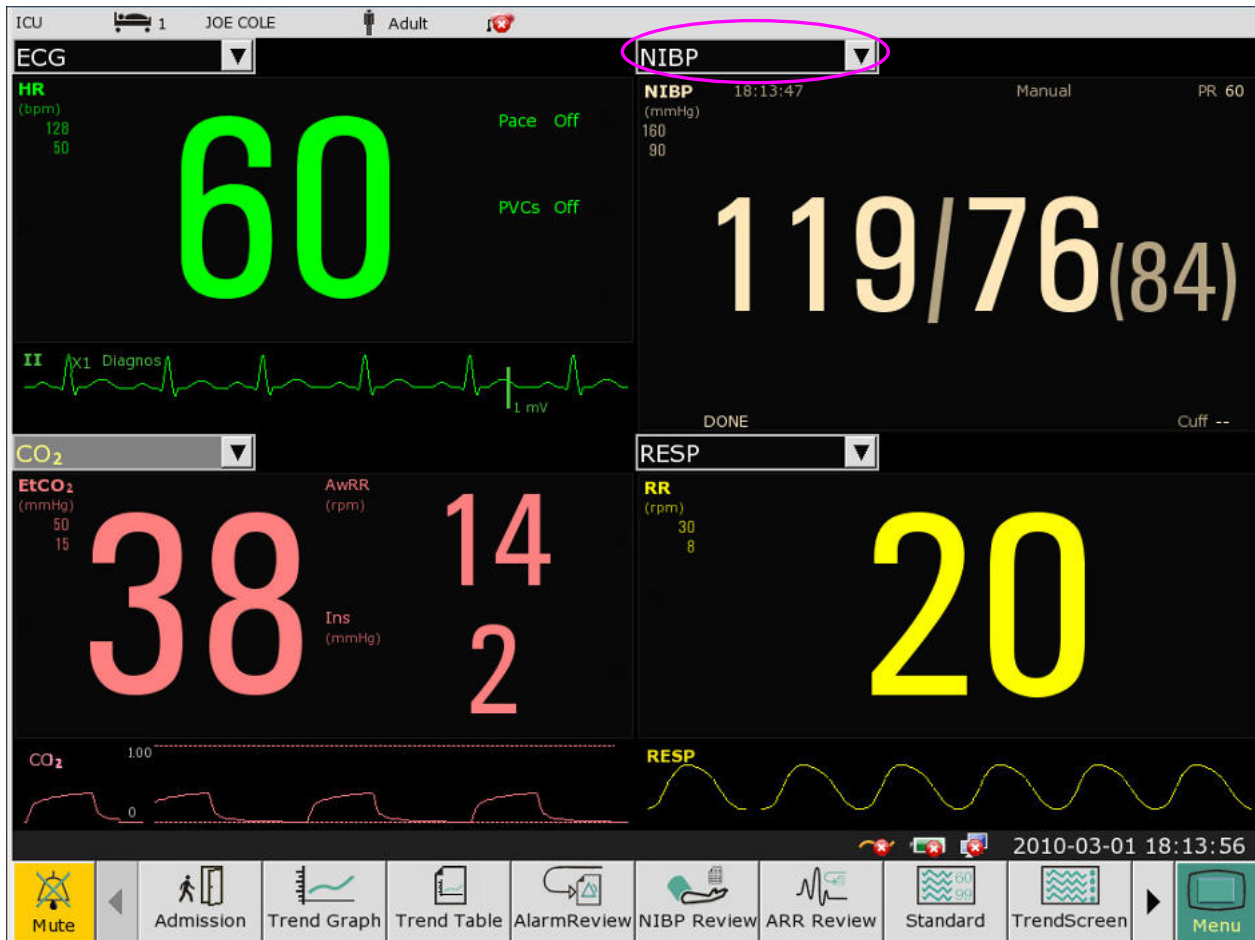 ICU 1 JOE COLE Adult
ECG
HR
(bpm)
128
50
60
Pace Off
PVCs Off
II X1 Diagnos
1 mV
NIBP
NIBP 18:13:47 Manual PR 60
(mmHg)
160
90
119/76(84)
DONE Cuff --
CO₂
EtCO₂
(mmHg)
50
15
38
AwRR
(rpm)
14
Ins
(mmHg)
2
CO₂ 100
0
RESP
RR
(rpm)
30
8
20
RESP
2010-03-01 18:13:56
Mute
Admission
Trend Graph
Trend Table
AlarmReview
NIBP Review
ARR Review
60
99
Standard
TrendScreen
Menu